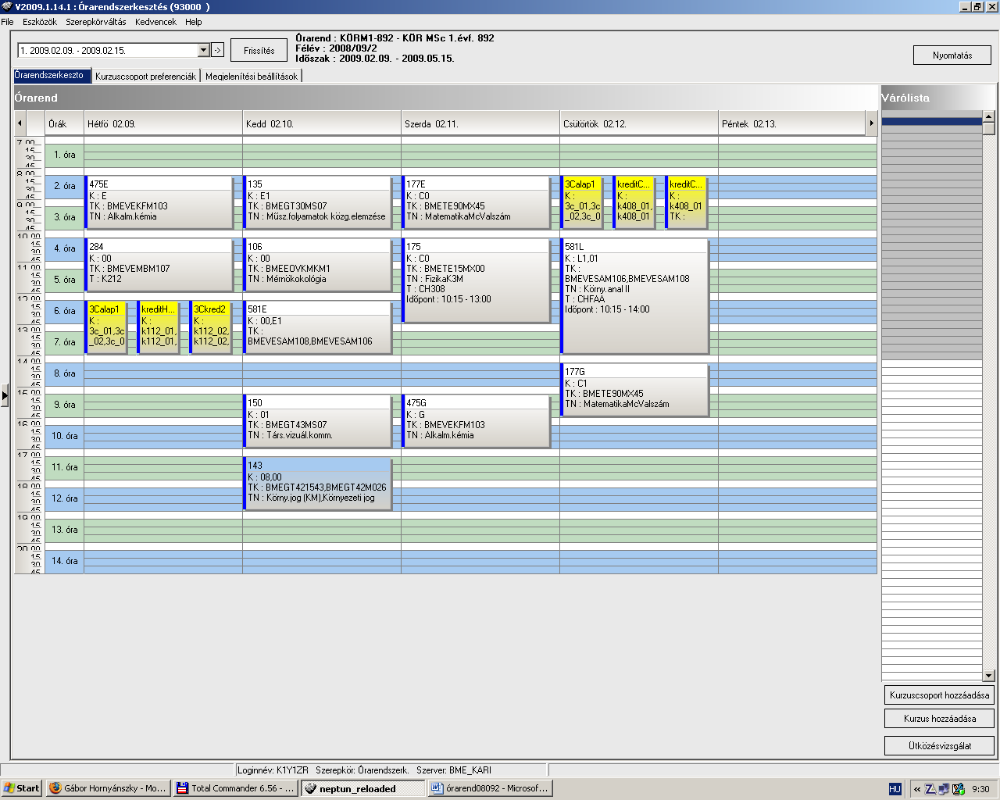 V2009.1.14.1 : Órarendszerkesztés (93000 )
File Eszközök Szerepkörváltás Kedvencek Help
1. 2009.02.09. - 2009.02.15.
->
Frissítés
Órarend : KÖRM1-892 - KÖR MSc 1.évf. 892
Félév : 2008/09/2
Időszak : 2009.02.09. - 2009.05.15.
Nyomtatás
Órarendszerkeszto Kurzuscsoport preferenciák Megjelenítési beállítások
Órarend
Várólista
Órák Hétfő 02.09. Kedd 02.10. Szerda 02.11. Csütörtök 02.12. Péntek 02.13.
1. óra
2. óra
3. óra
4. óra
5. óra
6. óra
7. óra
8. óra
9. óra
10. óra
11. óra
12. óra
13. óra
14. óra
475E
K : E
TK : BMEVEKFM103
TN : Alkalm.kémia
284
K : 00
TK : BMEVEMBM107
T : K212
3Calap1
K :
3c_01,3c
_02,3c_0
kreditH...
K :
k112_01,
k112_01,
3Ckred2
K :
k112_02,
k112_02,
135
K : E1
TK : BMEGT30MS07
TN : Műsz.folyamatok közg.elemzése
106
K : 00
TK : BMEEOVKMKM1
TN : Mérnökokológia
581E
K : 00,E1
TK :
BMEVESAM108,BMEVESAM106
150
K : 01
TK : BMEGT43MS07
TN : Társ.vizuál.komm.
143
K : 08,00
TK : BMEGT421543,BMEGT42M026
TN : Körny.jog (KM),Környezeti jog
177E
K : C0
TK : BMETE90MX45
TN : MatematikaMcValszám
175
K : C0
TK : BMETE15MX00
TN : FizikaK3M
T : CH308
Időpont : 10:15 - 13:00
475G
K : G
TK : BMEVEKFM103
TN : Alkalm.kémia
3Calap1
K :
3c_01,3c
_02,3c_0
kreditC...
K :
k408_01,
k408_01
kreditC...
K :
k408_01
TK :
581L
K : L1,01
TK :
BMEVESAM106,BMEVESAM108
TN : Körny.anal II
T : CHFAA
Időpont : 10:15 - 14:00
177G
K : C1
TK : BMETE90MX45
TN : MatematikaMcValszám
Kurzuscsoport hozzáadása
Kurzus hozzáadása
Ütközésvizsgálat
Loginnév: K1Y1ZR Szerepkör: Órarendszerk. Szerver: BME_KARI
Start Gábor Hornyánszky - Mo... Total Commander 6.56 - ... neptun_reloaded órarend08092 - Microsof... HU « 9:30